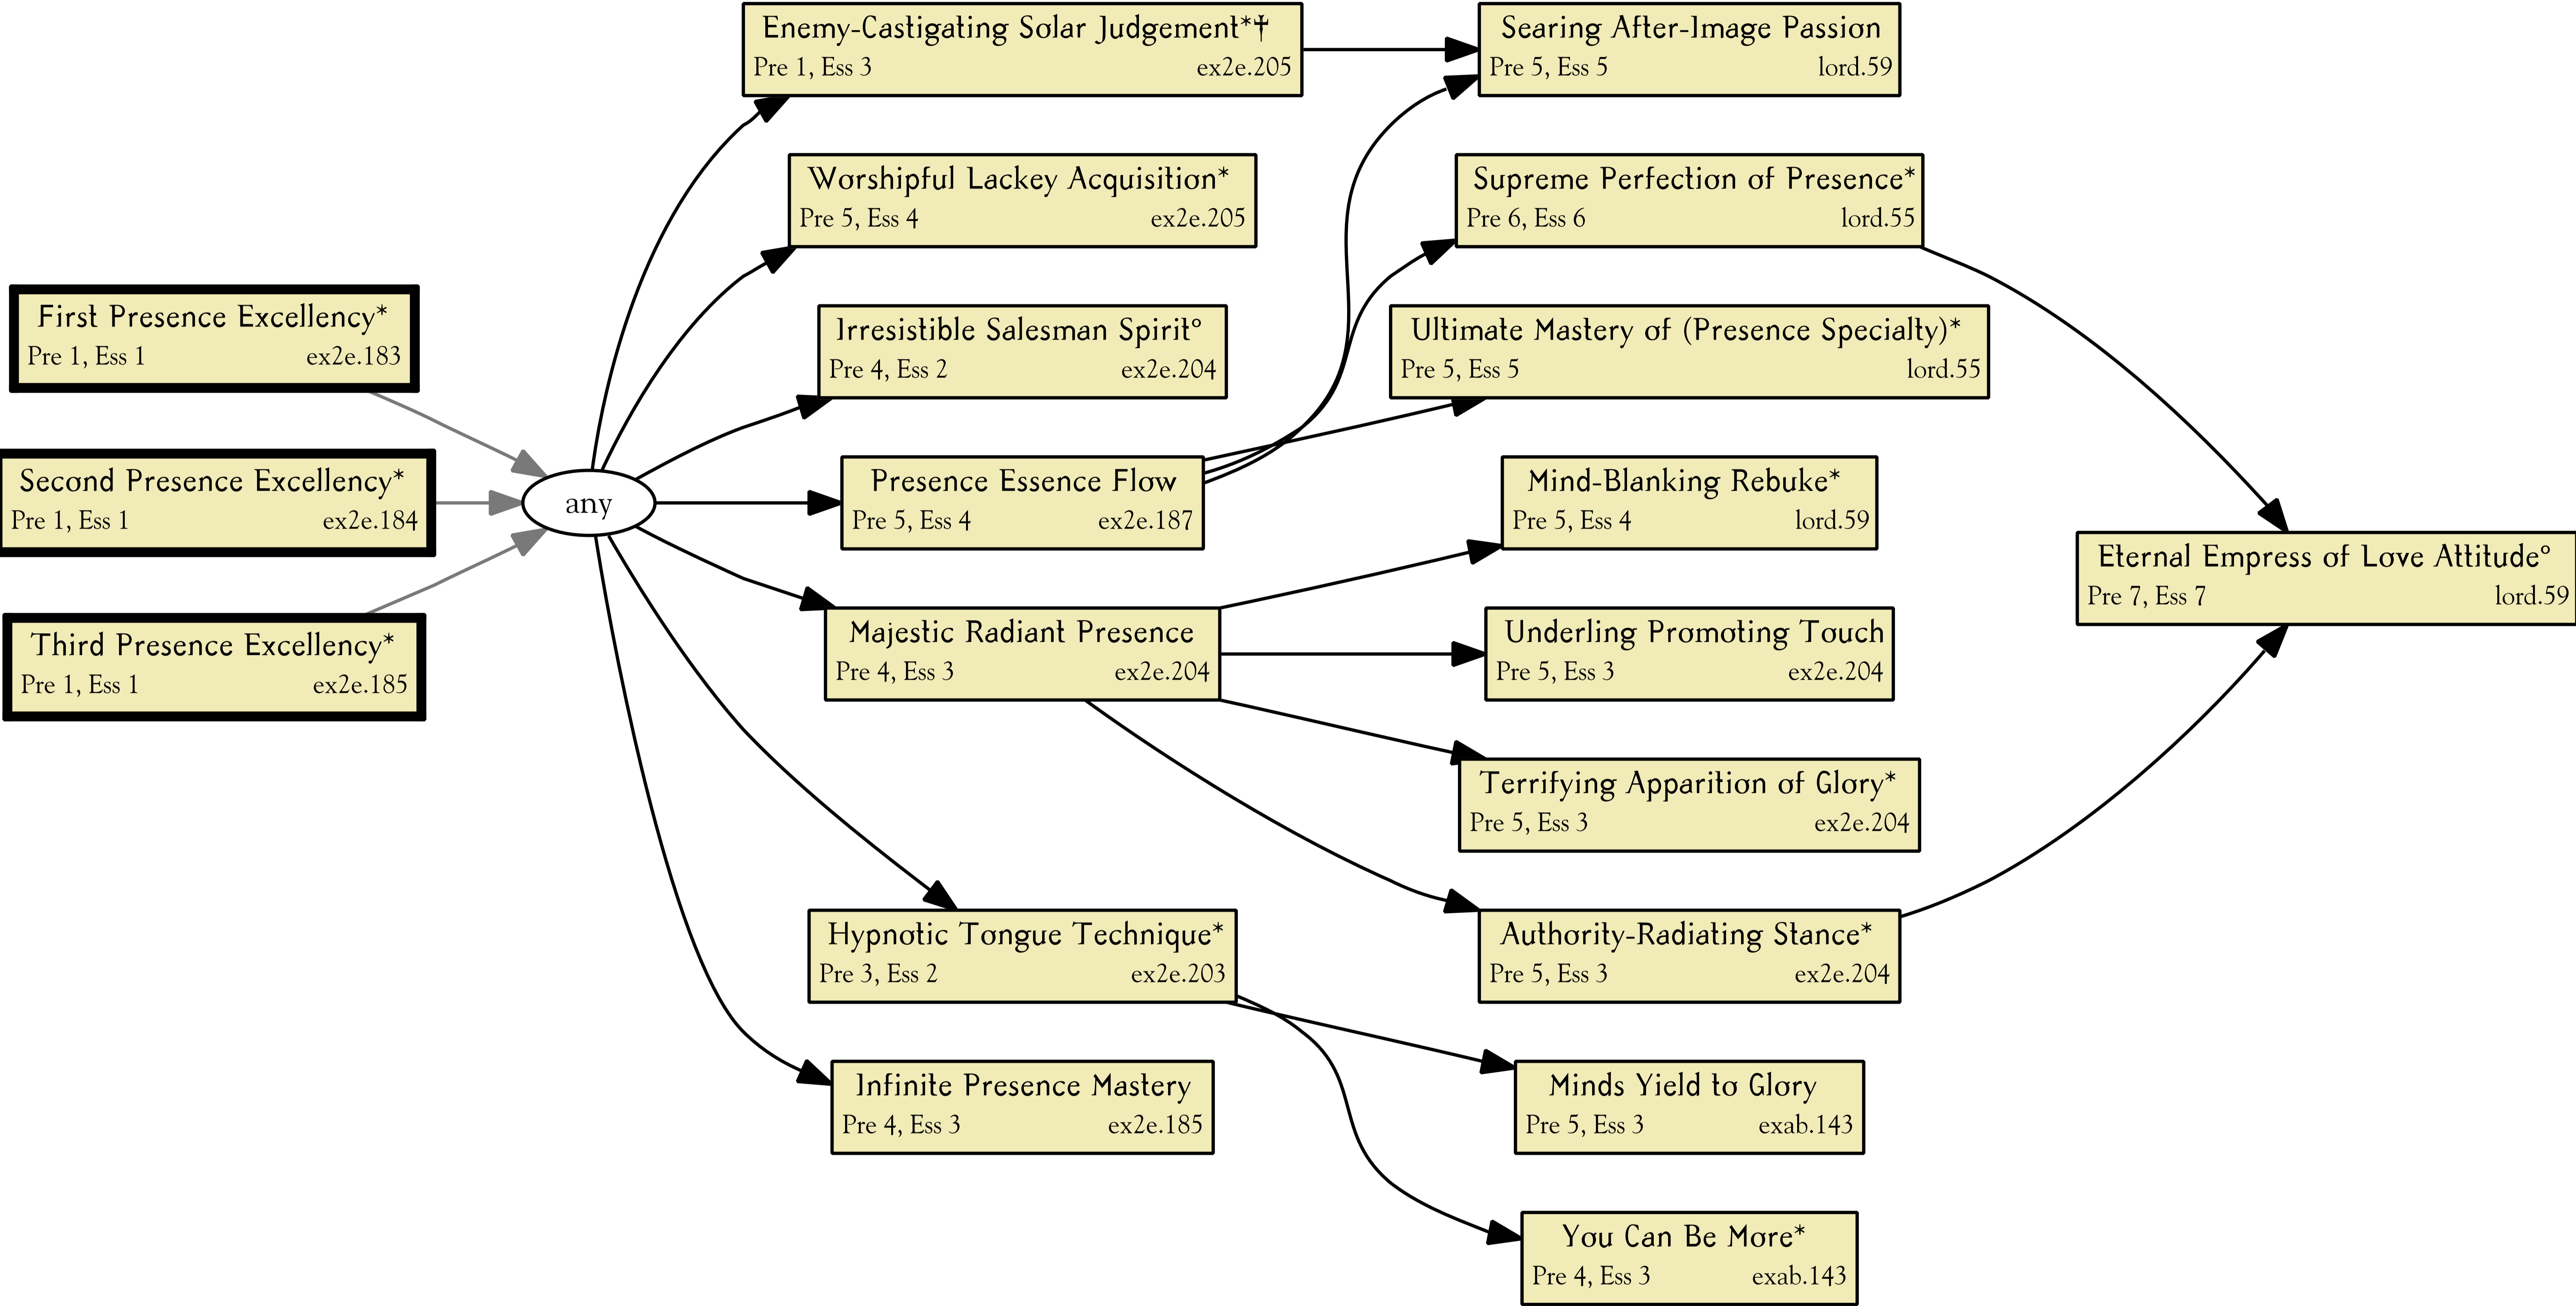 Enemy-Castigating Solar Judgement*†
Pre 1, Ess 3 ex2e.205
Searing After-Image Passion
Pre 5, Ess 5 lord.59
Worshipful Lackey Acquisition*
Pre 5, Ess 4 ex2e.205
Supreme Perfection of Presence*
Pre 6, Ess 6 lord.55
First Presence Excellency*
Pre 1, Ess 1 ex2e.183
Irresistible Salesman Spirit°
Pre 4, Ess 2 ex2e.204
Ultimate Mastery of (Presence Specialty)*
Pre 5, Ess 5 lord.55
Second Presence Excellency*
Pre 1, Ess 1 ex2e.184
any
Presence Essence Flow
Pre 5, Ess 4 ex2e.187
Mind-Blanking Rebuke*
Pre 5, Ess 4 lord.59
Eternal Empress of Love Attitude°
Pre 7, Ess 7 lord.59
Third Presence Excellency*
Pre 1, Ess 1 ex2e.185
Majestic Radiant Presence
Pre 4, Ess 3 ex2e.204
Underling Promoting Touch
Pre 5, Ess 3 ex2e.204
Terrifying Apparition of Glory*
Pre 5, Ess 3 ex2e.204
Hypnotic Tongue Technique*
Pre 3, Ess 2 ex2e.203
Authority-Radiating Stance*
Pre 5, Ess 3 ex2e.204
Infinite Presence Mastery
Pre 4, Ess 3 ex2e.185
Minds Yield to Glory
Pre 5, Ess 3 exab.143
You Can Be More*
Pre 4, Ess 3 exab.143